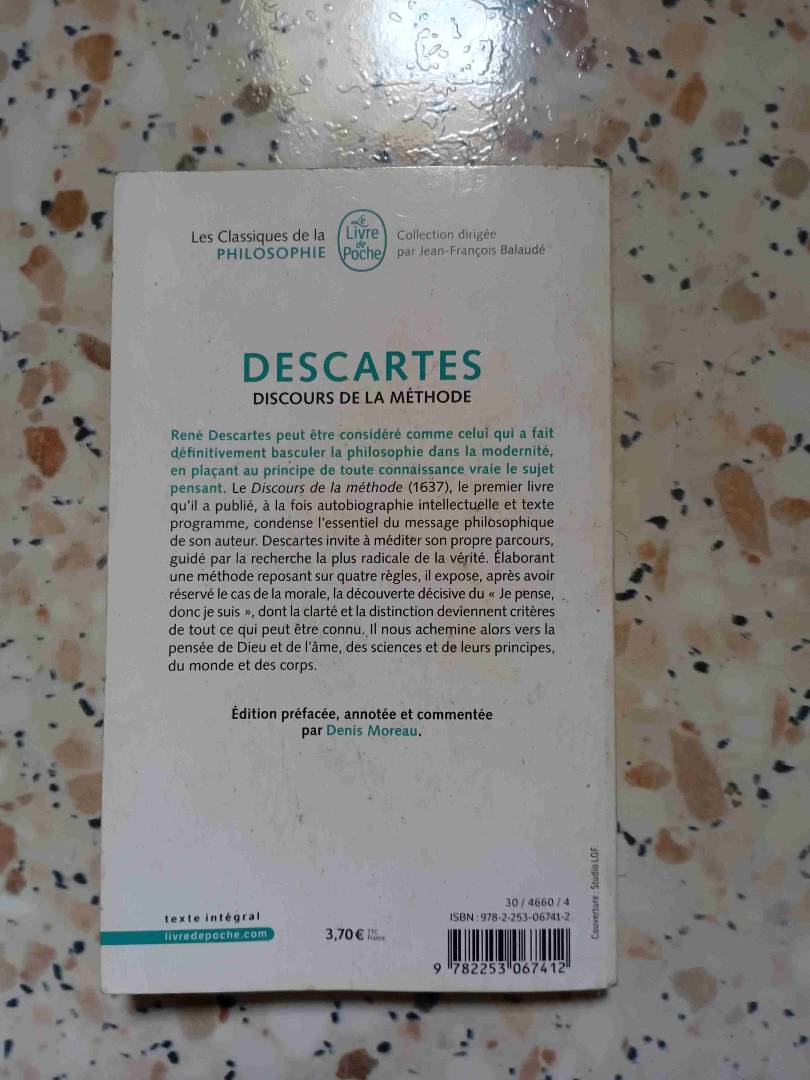 Les Classiques de la
PHILOSOPHIE
Le
Livre
de
Poche
Collection dirigée
par Jean-François Balaudé
DESCARTES
DISCOURS DE LA MÉTHODE
René Descartes peut être considéré comme celui qui a fait
définitivement basculer la philosophie dans la modernité,
en plaçant au principe de toute connaissance vraie le sujet
pensant. Le Discours de la méthode (1637), le premier livre
qu'il a publié, à la fois autobiographie intellectuelle et texte
programme, condense l'essentiel du message philosophique
de son auteur. Descartes invite à méditer son propre parcours,
guidé par la recherche la plus radicale de la vérité. Élaborant
une méthode reposant sur quatre règles, il expose, après avoir
réservé le cas de la morale, la découverte décisive du « Je pense,
donc je suis », dont la clarté et la distinction deviennent critères
de tout ce qui peut être connu. Il nous achemine alors vers la
pensée de Dieu et de l'âme, des sciences et de leurs principes,
du monde et des corps.
Édition préfacée, annotée et commentée
par Denis Moreau.
texte intégral
livredepoche.com
3,70 € TTC
France
30 / 4660 / 4
ISBN : 978-2-253-06741-2
9 782253 067412
Couverture : Studio LGF.